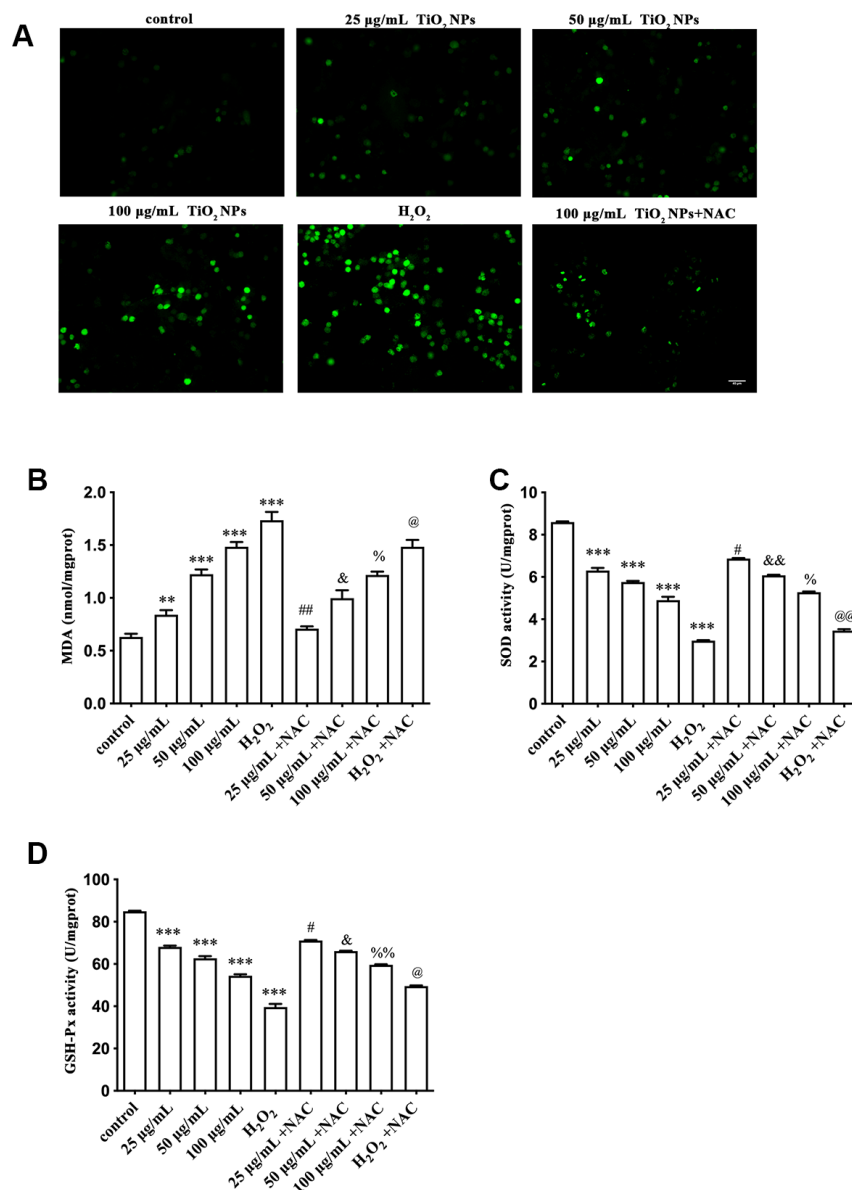 A
control
25 µg/mL TiO₂ NPs
50 µg/mL TiO₂ NPs
100 µg/mL TiO₂ NPs
H₂O₂
100 µg/mL TiO₂ NPs+NAC
B
MDA (nmol/mgprot)
2.0
1.5
1.0
0.5
0.0
**
***
***
***
##
&
%
@
control
25 µg/mL
50 µg/mL
100 µg/mL
H₂O₂
25 µg/mL +NAC
50 µg/mL +NAC
100 µg/mL +NAC
H₂O₂ +NAC
C
SOD activity (U/mgprot)
10
8
6
4
2
0
***
***
***
***
#
&&
%
@@
control
25 µg/mL
50 µg/mL
100 µg/mL
H₂O₂
25 µg/mL +NAC
50 µg/mL +NAC
100 µg/mL +NAC
H₂O₂ +NAC
D
GSH-Px activity (U/mgprot)
100
80
60
40
20
0
***
***
***
***
#
&
%%
@
control
25 µg/mL
50 µg/mL
100 µg/mL
H₂O₂
25 µg/mL +NAC
50 µg/mL +NAC
100 µg/mL +NAC
H₂O₂ +NAC